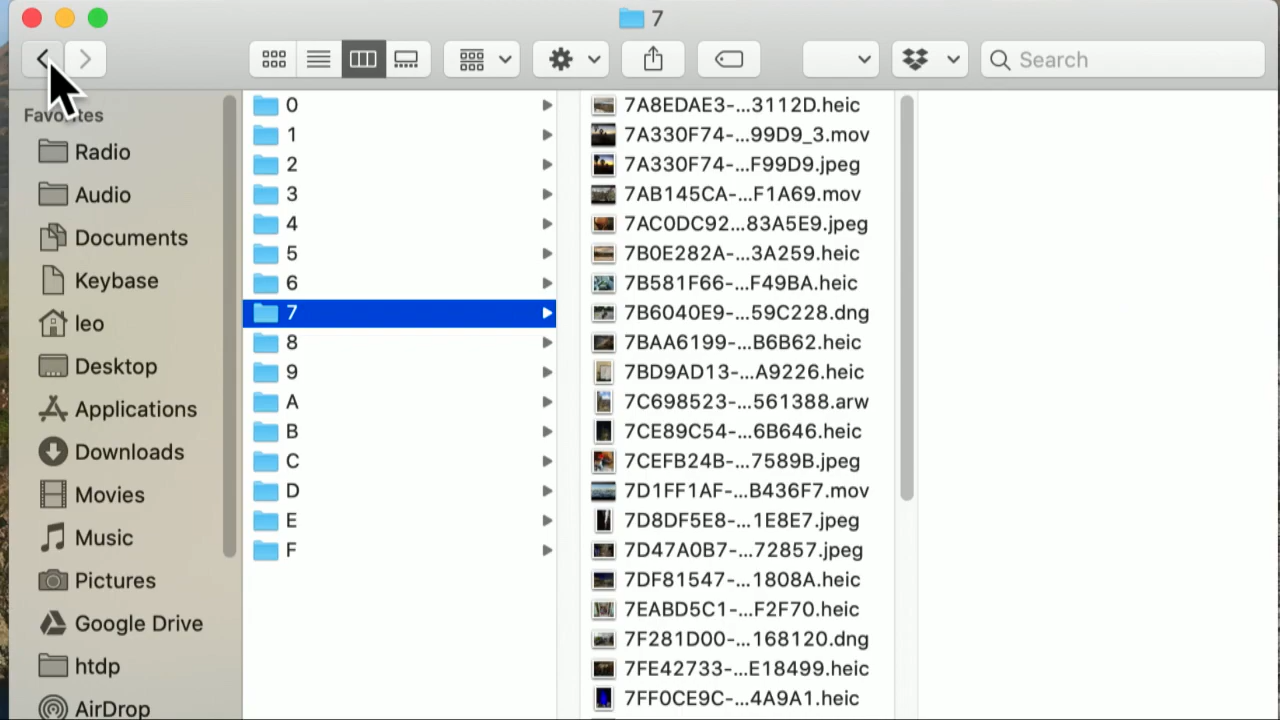 7
Search
Favorites
Radio
Audio
Documents
Keybase
leo
Desktop
Applications
Downloads
Movies
Music
Pictures
Google Drive
htdp
AirDrop
0
1
2
3
4
5
6
7
8
9
A
B
C
D
E
F
7A8EDAE3-...3112D.heic
7A330F74-...99D9_3.mov
7A330F74-...F99D9.jpeg
7AB145CA-...F1A69.mov
7AC0DC92...83A5E9.jpeg
7B0E282A-...3A259.heic
7B581F66-...F49BA.heic
7B6040E9-...59C228.dng
7BAA6199-...B6B62.heic
7BD9AD13-...A9226.heic
7C698523-...561388.arw
7CE89C54-...6B646.heic
7CEFB24B-...7589B.jpeg
7D1FF1AF-...B436F7.mov
7D8DF5E8-...1E8E7.jpeg
7D47A0B7-...72857.jpeg
7DF81547-...1808A.heic
7EABD5C1-...F2F70.heic
7F281D00-...168120.dng
7FE42733-...E18499.heic
7FF0CE9C-...4A9A1.heic